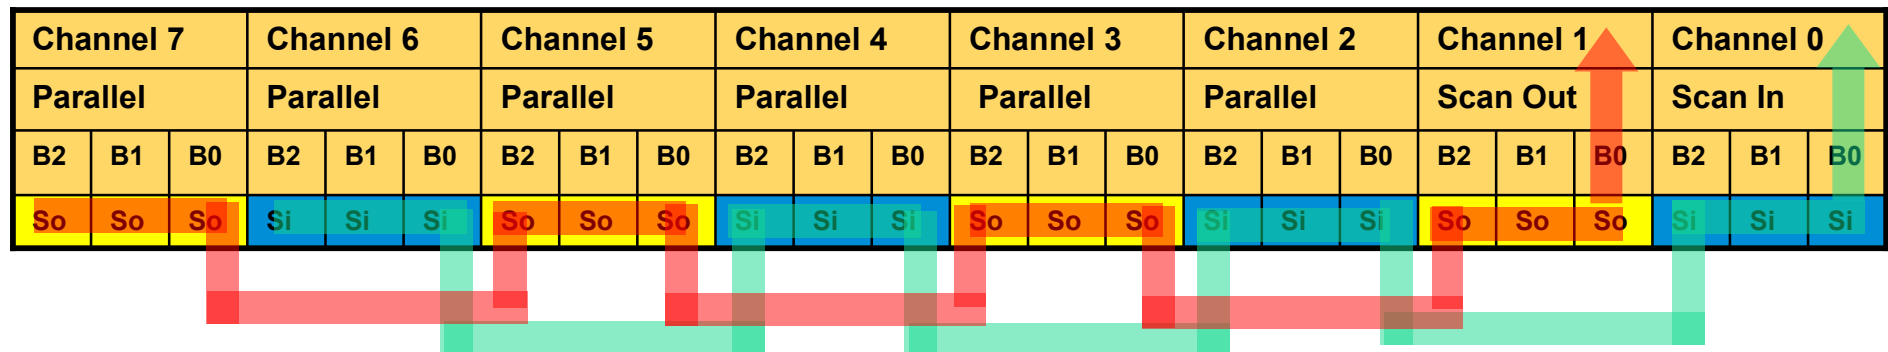 Channel 7 Channel 6 Channel 5 Channel 4 Channel 3 Channel 2 Channel 1 Channel 0
Parallel Parallel Parallel Parallel Parallel Parallel Scan Out Scan In
B2 B1 B0 B2 B1 B0 B2 B1 B0 B2 B1 B0 B2 B1 B0 B2 B1 B0 B2 B1 B0 B2 B1 B0
So So So Si Si Si So So So Si Si Si So So So Si Si Si So So So Si Si Si